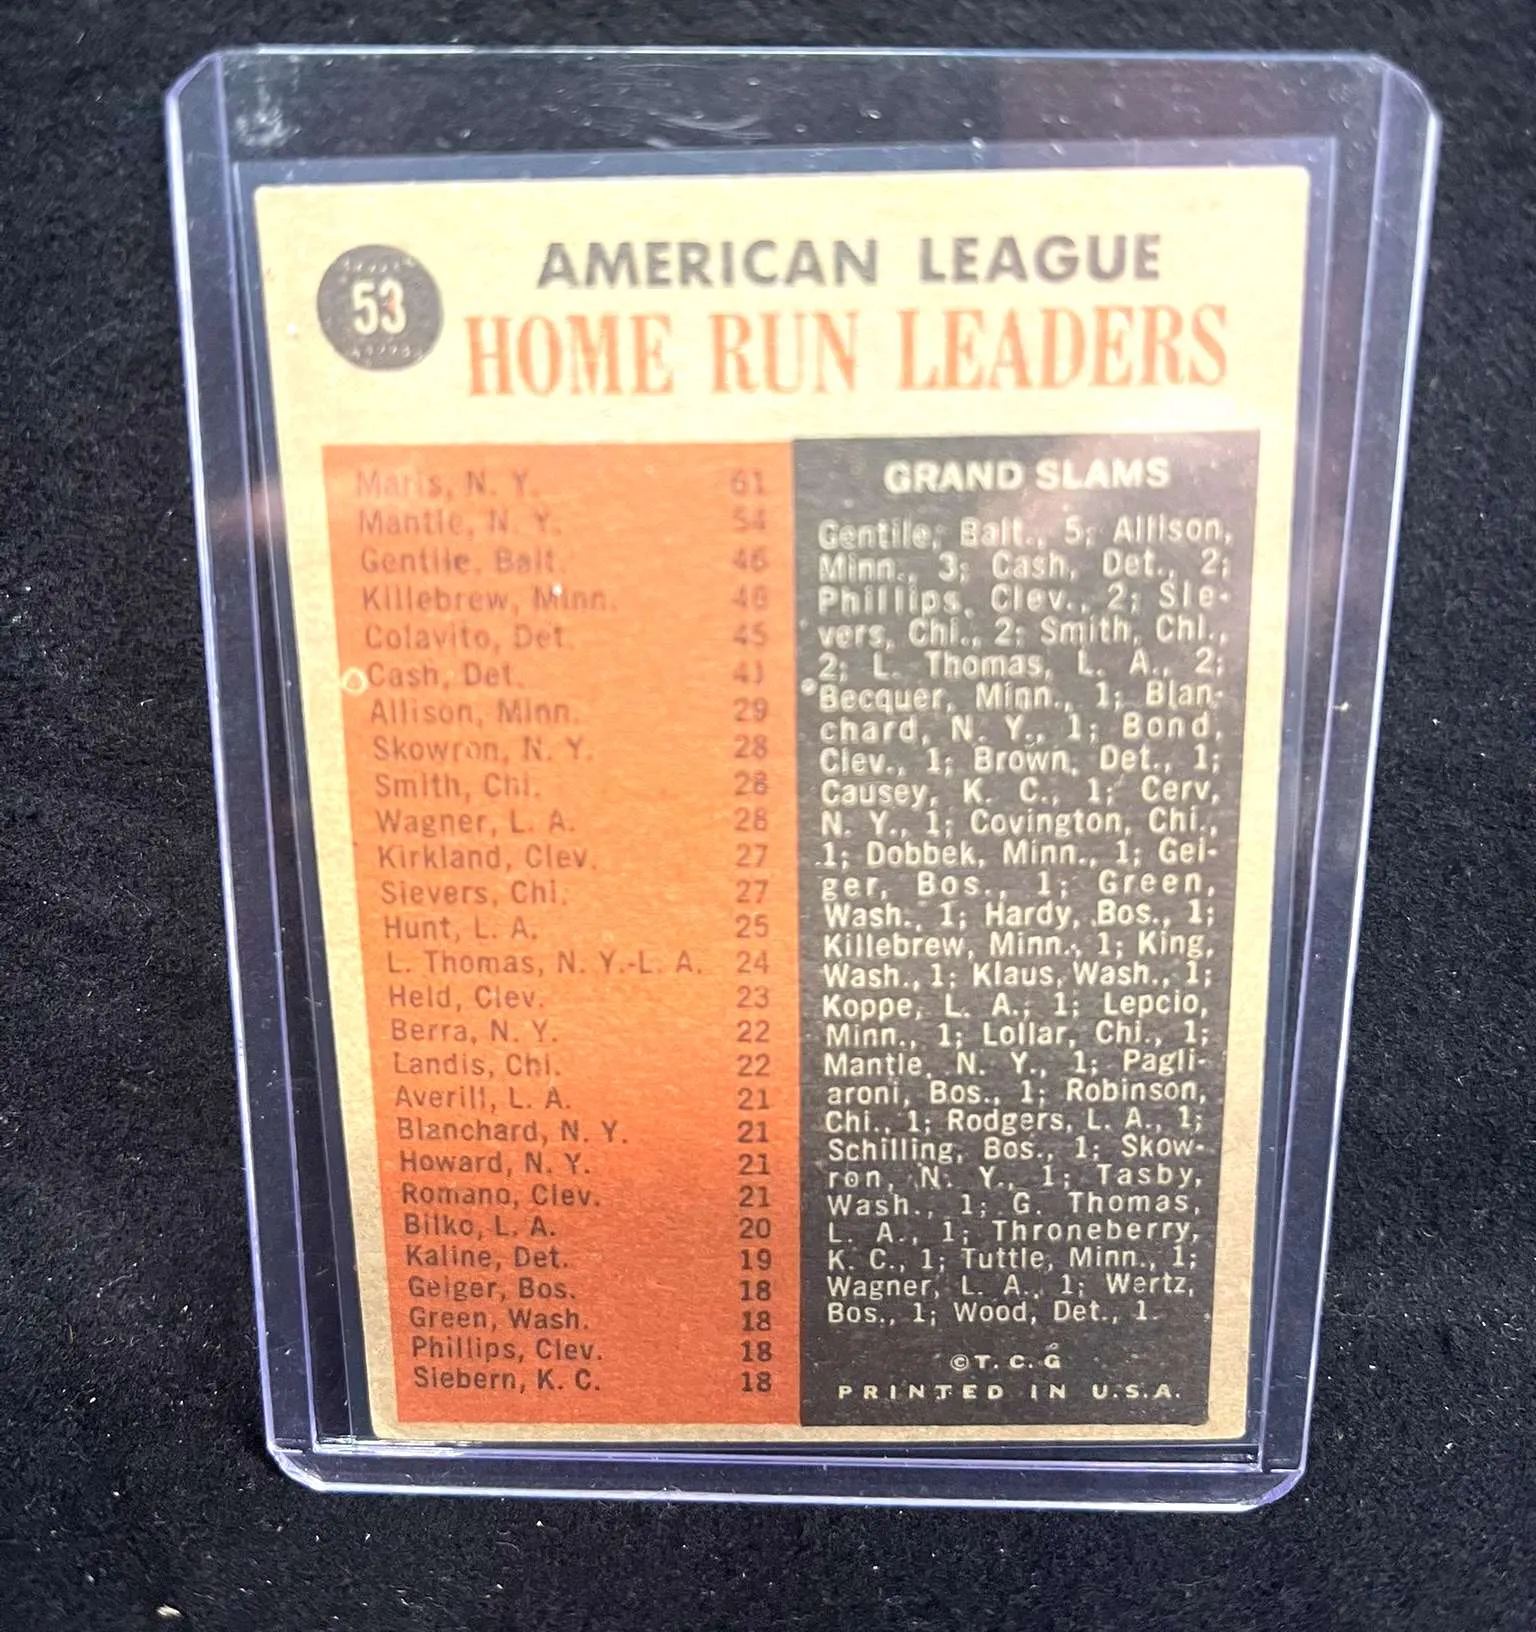 53
AMERICAN LEAGUE
HOME RUN LEADERS
Maris, N. Y. 61
Mantle, N. Y. 54
Gentile, Balt. 46
Killebrew, Minn. 46
Colavito, Det. 45
Cash, Det. 41
Allison, Minn. 29
Skowron, N. Y. 28
Smith, Chi. 28
Wagner, L. A. 28
Kirkland, Clev. 27
Sievers, Chi. 27
Hunt, L. A. 25
L. Thomas, N. Y.-L. A. 24
Held, Clev. 23
Berra, N. Y. 22
Landis, Chi. 22
Averill, L. A. 21
Blanchard, N. Y. 21
Howard, N. Y. 21
Romano, Clev. 21
Bilko, L. A. 20
Kaline, Det. 19
Geiger, Bos. 18
Green, Wash. 18
Phillips, Clev. 18
Siebern, K. C. 18
GRAND SLAMS
Gentile, Balt., 5; Allison,
Minn., 3; Cash, Det., 2;
Phillips, Clev., 2; Sie-
vers, Chi., 2; Smith, Chi.,
2; L. Thomas, L. A., 2;
Becquer, Minn., 1; Blan-
chard, N. Y., 1; Bond,
Clev., 1; Brown, Det., 1;
Causey, K. C., 1; Cerv,
N. Y., 1; Covington, Chi.,
1; Dobbek, Minn., 1; Gei-
ger, Bos., 1; Green,
Wash. 1; Hardy, Bos., 1;
Killebrew, Minn., 1; King,
Wash., 1; Klaus, Wash., 1;
Koppe, L. A., 1; Lepcio,
Minn., 1; Lollar, Chi., 1;
Mantle, N. Y., 1; Pagli-
aroni, Bos., 1; Robinson,
Chi., 1; Rodgers, L. A., 1;
Schilling, Bos., 1; Skow-
ron, N. Y., 1; Tasby,
Wash., 1; G. Thomas,
L. A., 1; Throneberry,
K. C., 1; Tuttle, Minn., 1;
Wagner, L. A., 1; Wertz,
Bos., 1; Wood, Det., 1.
© T. C. G
PRINTED IN U.S.A.